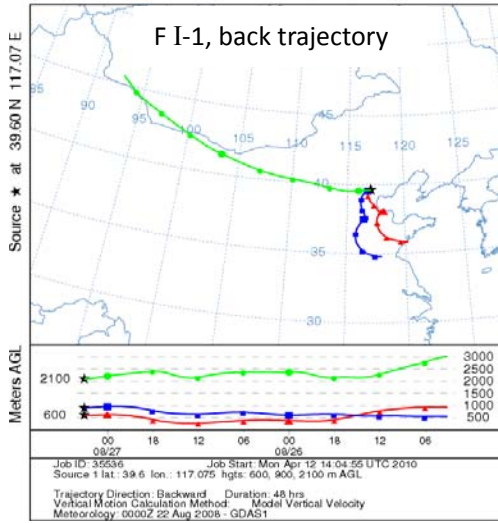 F I-1, back trajectory
Source ★ at 39.60 N 117.07 E
85
90
95
100
105
110
115
120
125
40
35
30
Meters AGL
2100
600
3000
2500
2000
1500
1000
500
00 18 12 06 00 18 12 06
08/27 08/26
Job ID: 35536 Job Start: Mon Apr 12 14:04:55 UTC 2010
Source 1 lat.: 39.6 lon.: 117.075 hgts: 600, 900, 2100 m AGL
Trajectory Direction: Backward Duration: 48 hrs
Vertical Motion Calculation Method: Model Vertical Velocity
Meteorology: 0000Z 22 Aug 2008 - GDAS1